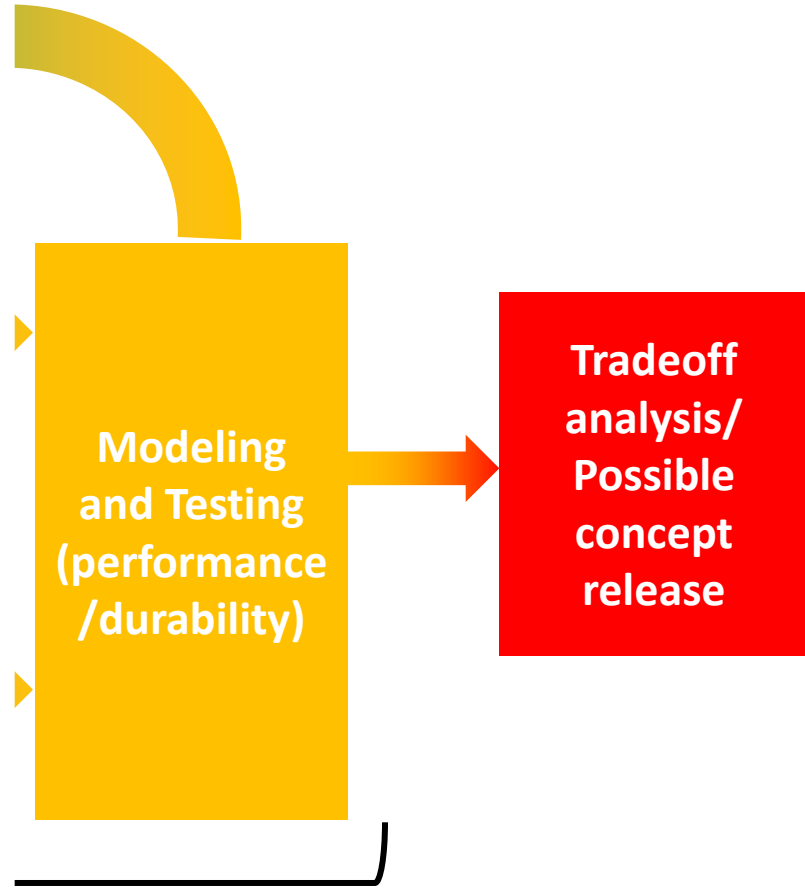 Modeling
and Testing
(performance
/durability)
Tradeoff
analysis/
Possible
concept
release